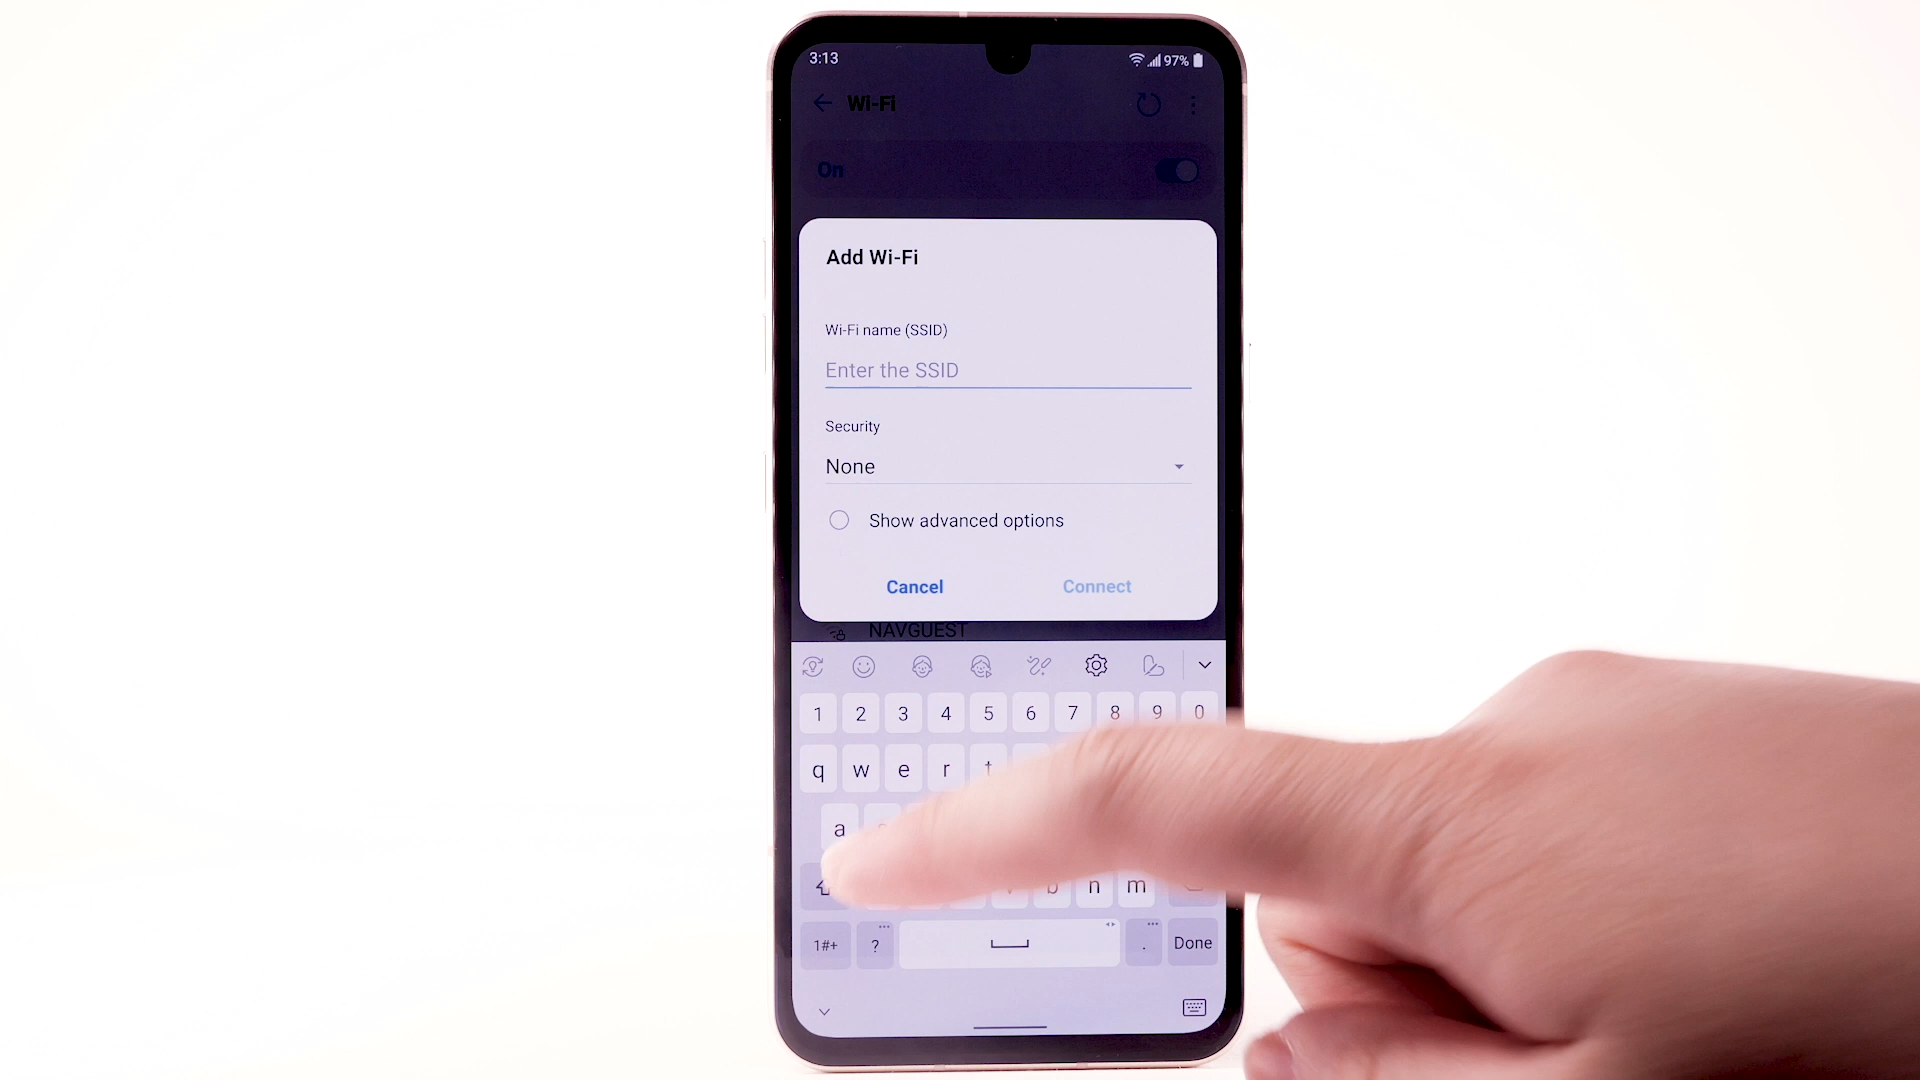 3:13 97%
Wi-Fi
On
Add Wi-Fi
Wi-Fi name (SSID)
Enter the SSID
Security
None
Show advanced options
Cancel Connect
NAVGUEST
1 2 3 4 5 6 7 8 9 0
q w e r t
a
b n m
1#+ ? . Done